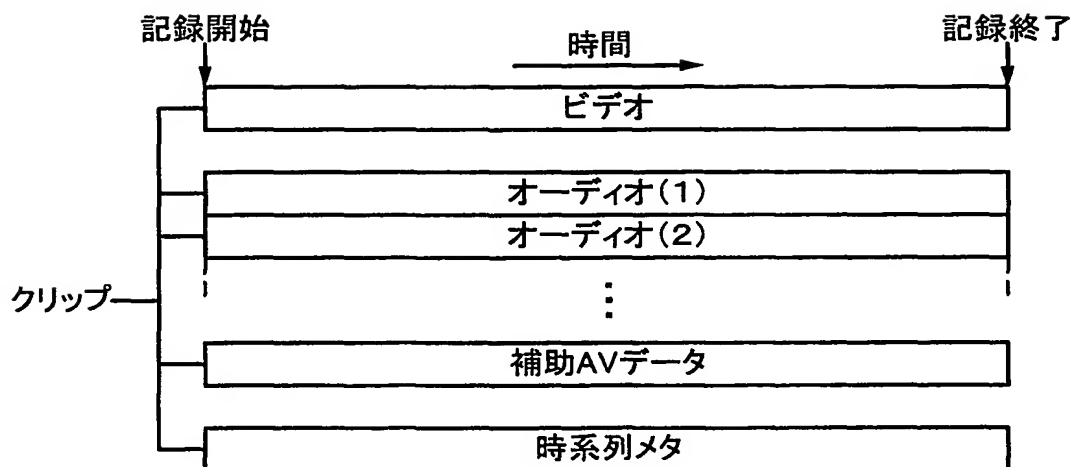 記録開始
時間
記録終了
ビデオ
オーディオ(1)
オーディオ(2)
クリップ
補助AVデータ
時系列メタ